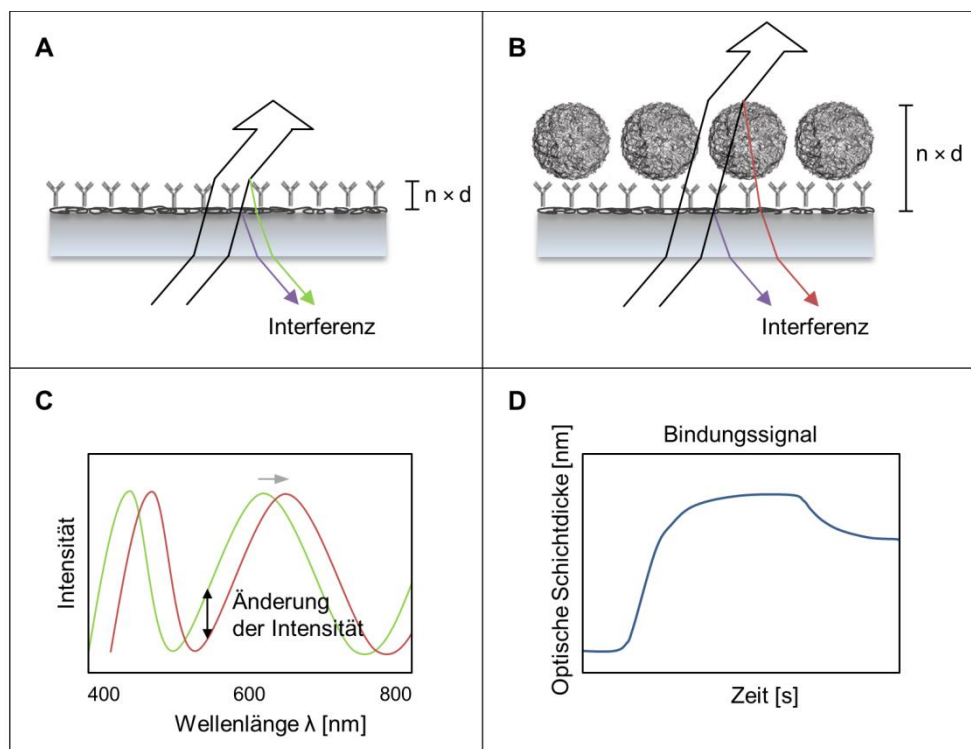 A
n × d
Interferenz
B
n × d
Interferenz
C
Intensität
Änderung
der Intensität
400
600
800
Wellenlänge λ [nm]
D
Bindungssignal
Optische Schichtdicke [nm]
Zeit [s]